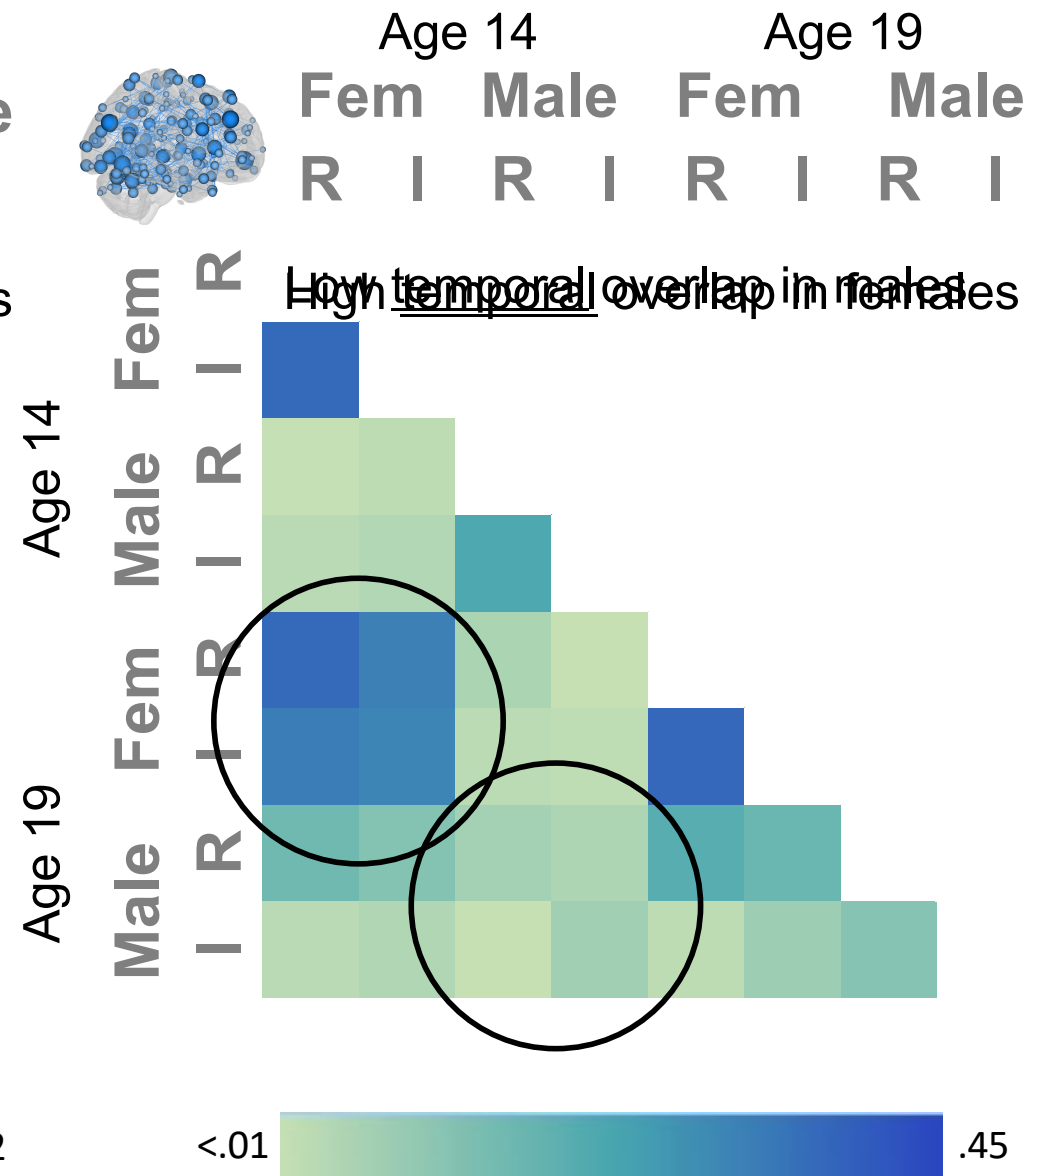 Age 14 Age 19
Fem Male Fem Male
R I R I R I R I
Low temporal overlap in males
High temporal overlap in females
Age 14
Fem
R
I
Male
R
I
Age 19
Fem
R
I
Male
R
I
<.01 .45
e
s
2